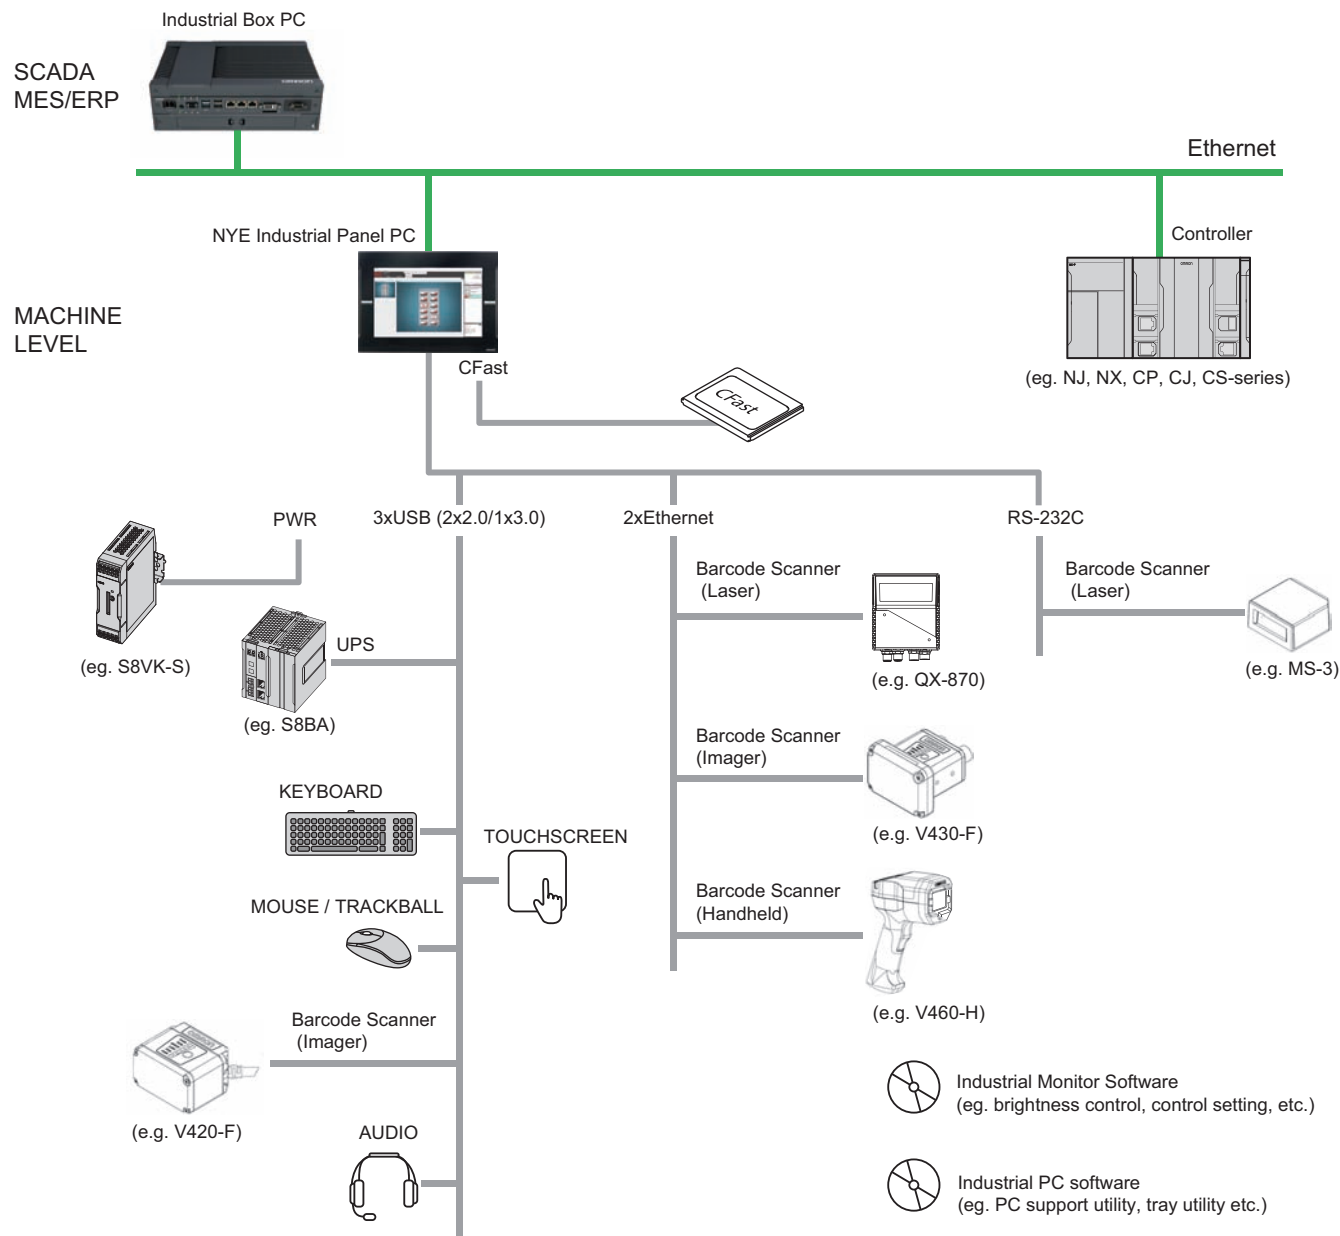 Industrial Box PC
SCADA
MES/ERP
Ethernet
NYE Industrial Panel PC
Controller
MACHINE
LEVEL
CFast
CFast
(eg. NJ, NX, CP, CJ, CS-series)
PWR
3xUSB (2x2.0/1x3.0)
2xEthernet
RS-232C
Barcode Scanner
(Laser)
Barcode Scanner
(Laser)
UPS
(eg. S8VK-S)
(e.g. QX-870)
(e.g. MS-3)
(eg. S8BA)
Barcode Scanner
(Imager)
KEYBOARD
TOUCHSCREEN
(e.g. V430-F)
MOUSE / TRACKBALL
Barcode Scanner
(Handheld)
(e.g. V460-H)
Barcode Scanner
(Imager)
(e.g. V420-F)
AUDIO
Industrial Monitor Software
(eg. brightness control, control setting, etc.)
Industrial PC software
(eg. PC support utility, tray utility etc.)